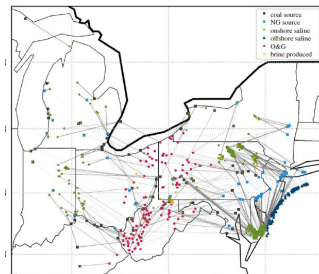 coal source
NG source
onshore saline
offshore saline
O&G
brine produced